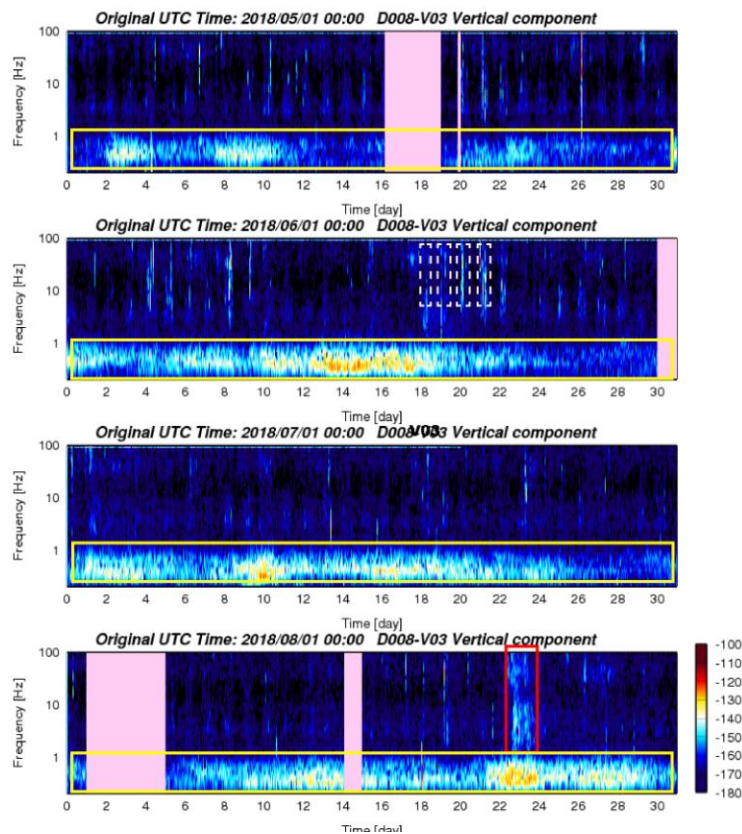 Original UTC Time: 2018/05/01 00:00 D008-V03 Vertical component
100
10
1
Frequency [Hz]
0 2 4 6 8 10 12 14 16 18 20 22 24 26 28 30
Time [day]
Original UTC Time: 2018/06/01 00:00 D008-V03 Vertical component
100
10
1
Frequency [Hz]
0 2 4 6 8 10 12 14 16 18 20 22 24 26 28 30
Time [day]
V03
Original UTC Time: 2018/07/01 00:00 D008-V03 Vertical component
100
10
1
Frequency [Hz]
0 2 4 6 8 10 12 14 16 18 20 22 24 26 28 30
Time [day]
Original UTC Time: 2018/08/01 00:00 D008-V03 Vertical component
100
10
1
Frequency [Hz]
0 2 4 6 8 10 12 14 16 18 20 22 24 26 28 30
Time [day]
-100
-110
-120
-130
-140
-150
-160
-170
-180